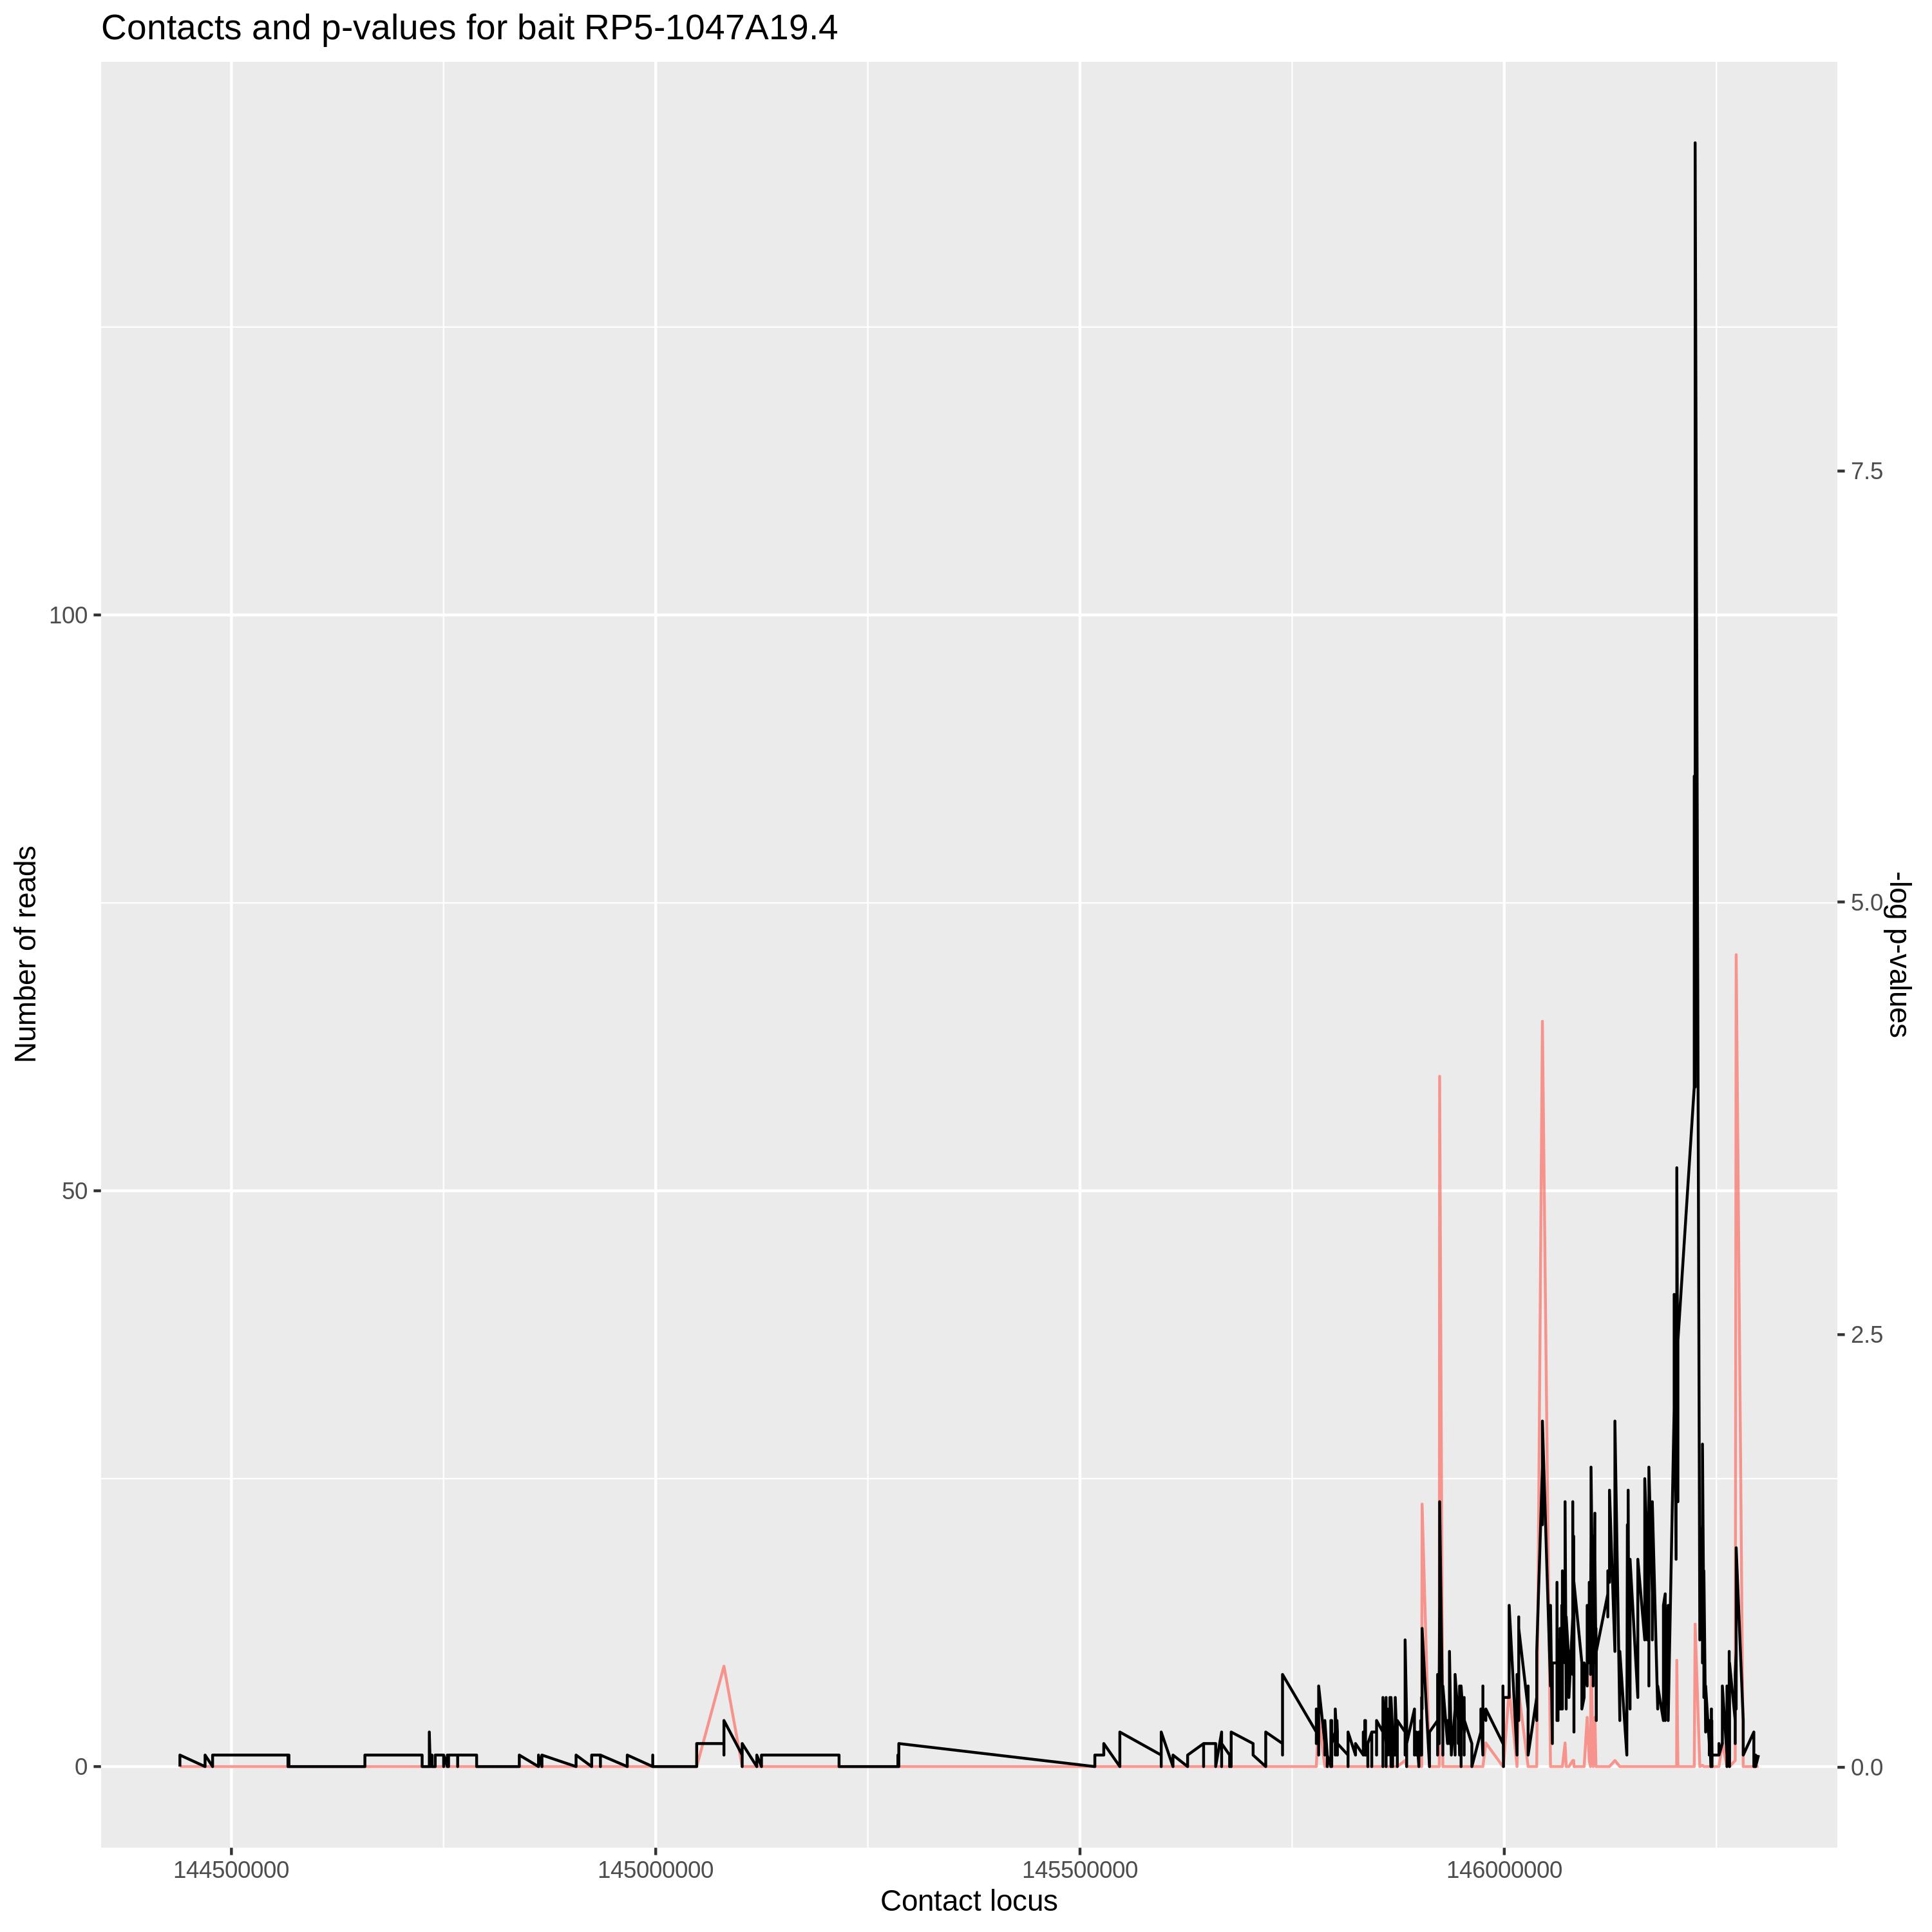 Contacts and p-values for bait RP5-1047A19.4
Number of reads
100
50
0
7.5
5.0
2.5
0.0
-log p-values
144500000
145000000
145500000
146000000
Contact locus